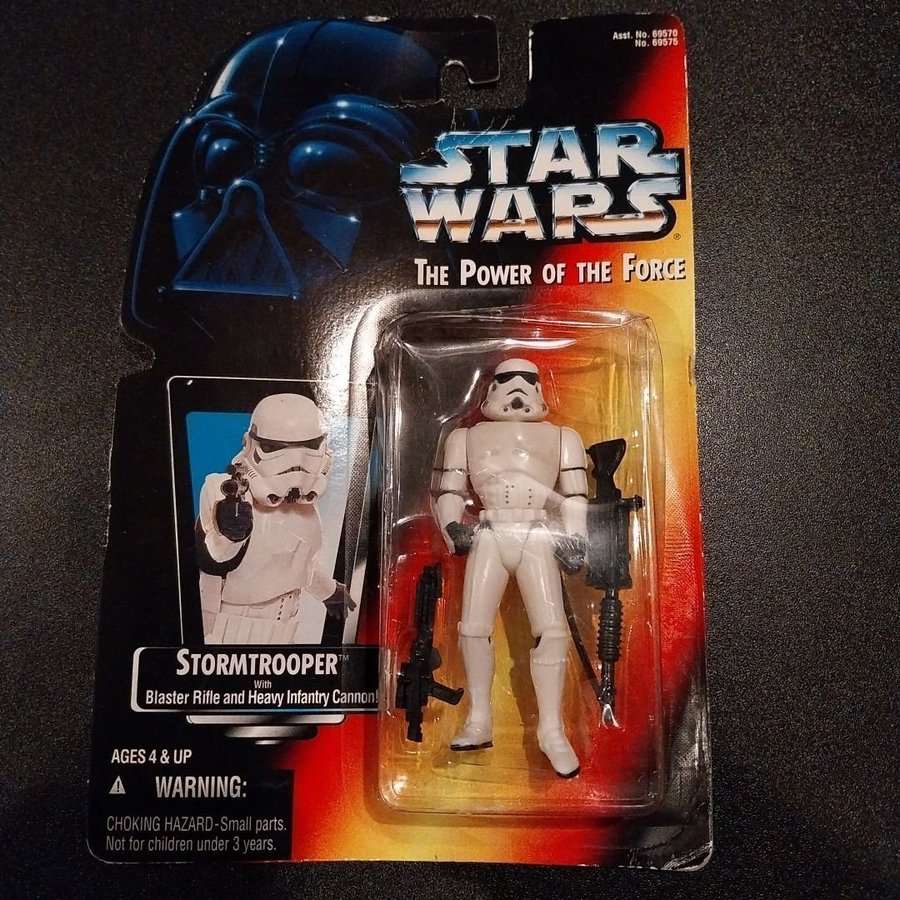 Asst. No. 69570
No. 69575
STAR
WARS®
THE POWER OF THE FORCE
STORMTROOPER™
With
Blaster Rifle and Heavy Infantry Cannon!
AGES 4 & UP
⚠ WARNING:
CHOKING HAZARD-Small parts.
Not for children under 3 years.